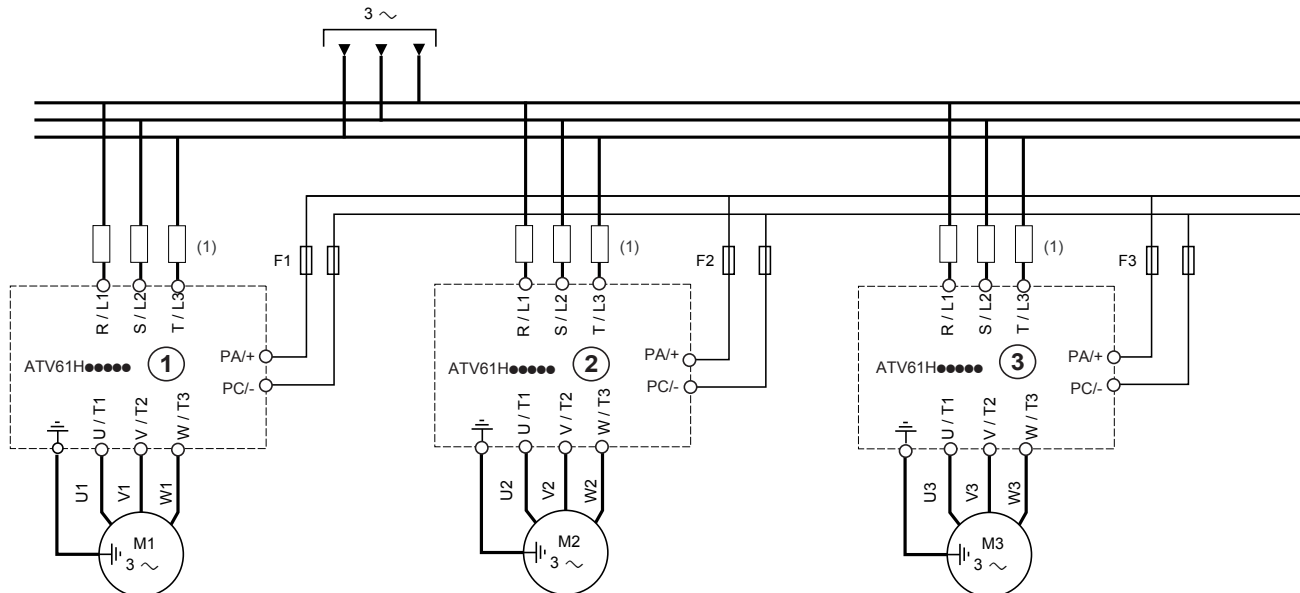 3 ~
(1)
(1)
(1)
F1
F2
F3
R / L1
S / L2
T / L3
R / L1
S / L2
T / L3
R / L1
S / L2
T / L3
ATV61H●●●●●
1
PA/+
PC/-
ATV61H●●●●●
2
PA/+
PC/-
ATV61H●●●●●
3
PA/+
PC/-
U / T1
V / T2
W / T3
U / T1
V / T2
W / T3
U / T1
V / T2
W / T3
U1
V1
W1
U2
V2
W2
U3
V3
W3
M1
3 ~
M2
3 ~
M3
3 ~